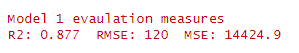 Model 1 evaulation measures
R2: 0.877  RMSE: 120  MSE: 14424.9